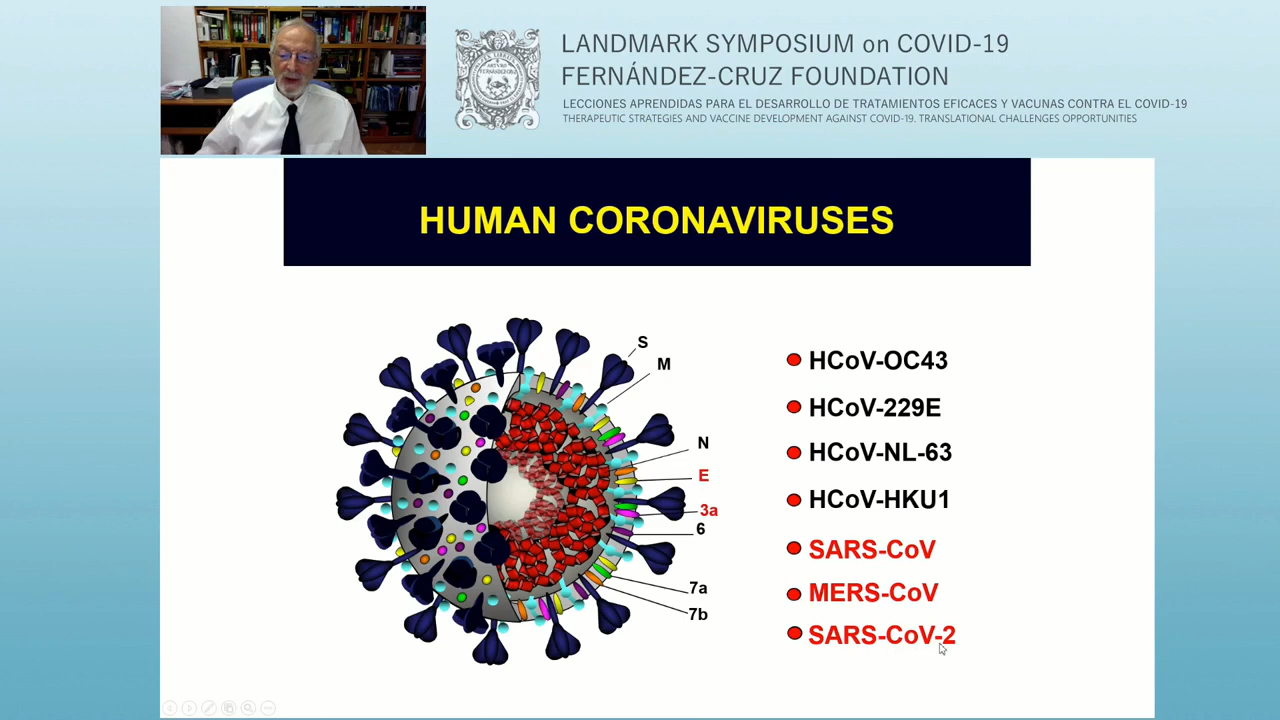 LANDMARK SYMPOSIUM on COVID-19
FERNÁNDEZ-CRUZ FOUNDATION
LECCIONES APRENDIDAS PARA EL DESARROLLO DE TRATAMIENTOS EFICACES Y VACUNAS CONTRA EL COVID-19
THERAPEUTIC STRATEGIES AND VACCINE DEVELOPMENT AGAINST COVID-19. TRANSLATIONAL CHALLENGES OPPORTUNITIES
HUMAN CORONAVIRUSES
S
M
N
E
3a
6
7a
7b
HCoV-OC43
HCoV-229E
HCoV-NL-63
HCoV-HKU1
SARS-CoV
MERS-CoV
SARS-CoV-2